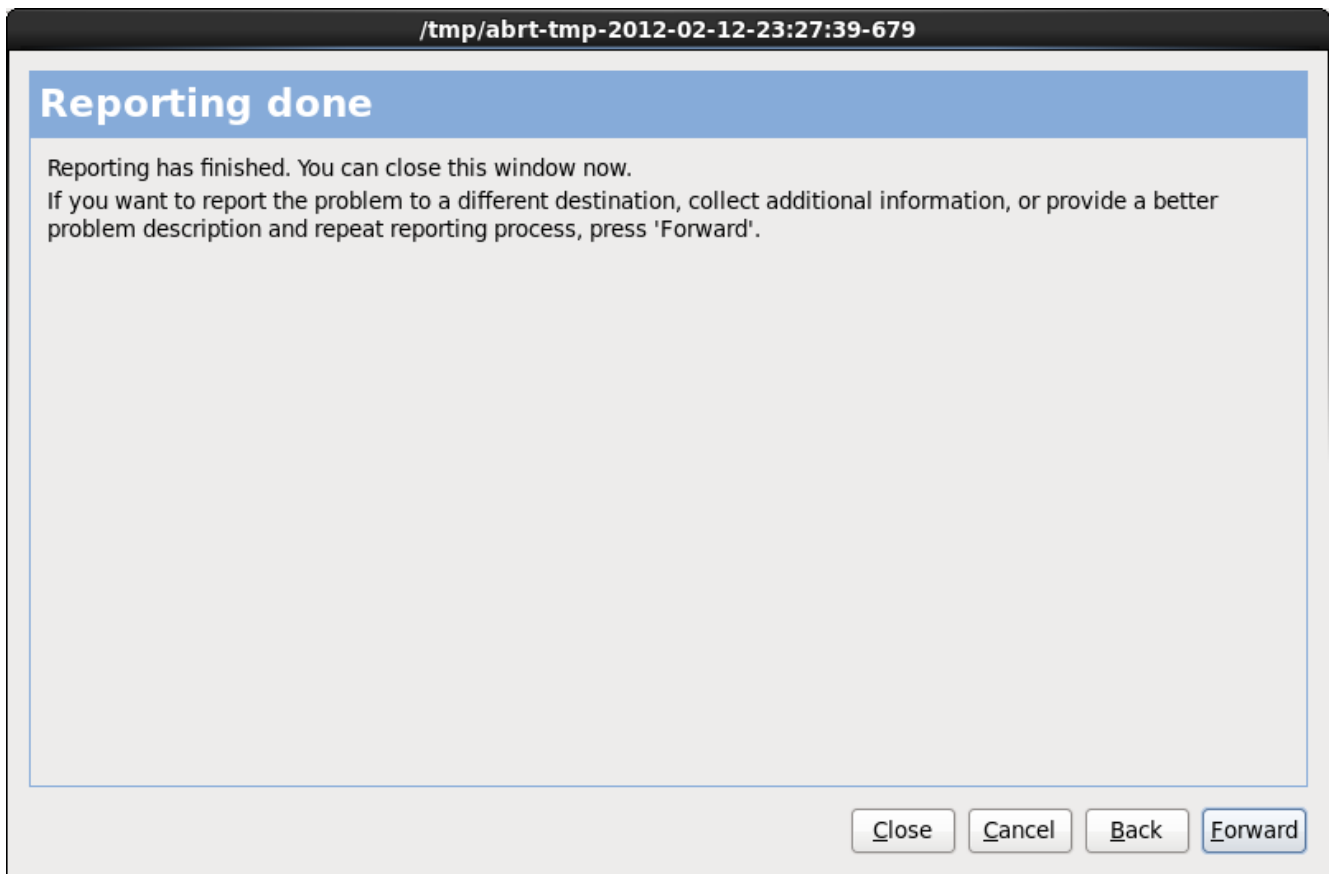 /tmp/abrt-tmp-2012-02-12-23:27:39-679
Reporting done
Reporting has finished. You can close this window now.
If you want to report the problem to a different destination, collect additional information, or provide a better
problem description and repeat reporting process, press 'Forward'.
Close Cancel Back Forward